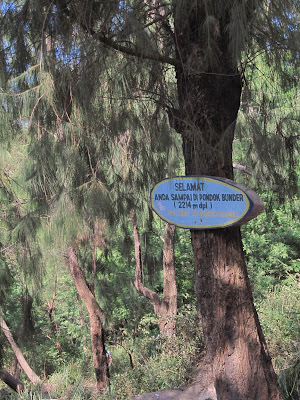 SELAMAT
ANDA SAMPAI DI PONDOK BUNDER
( 2214 m dpl )